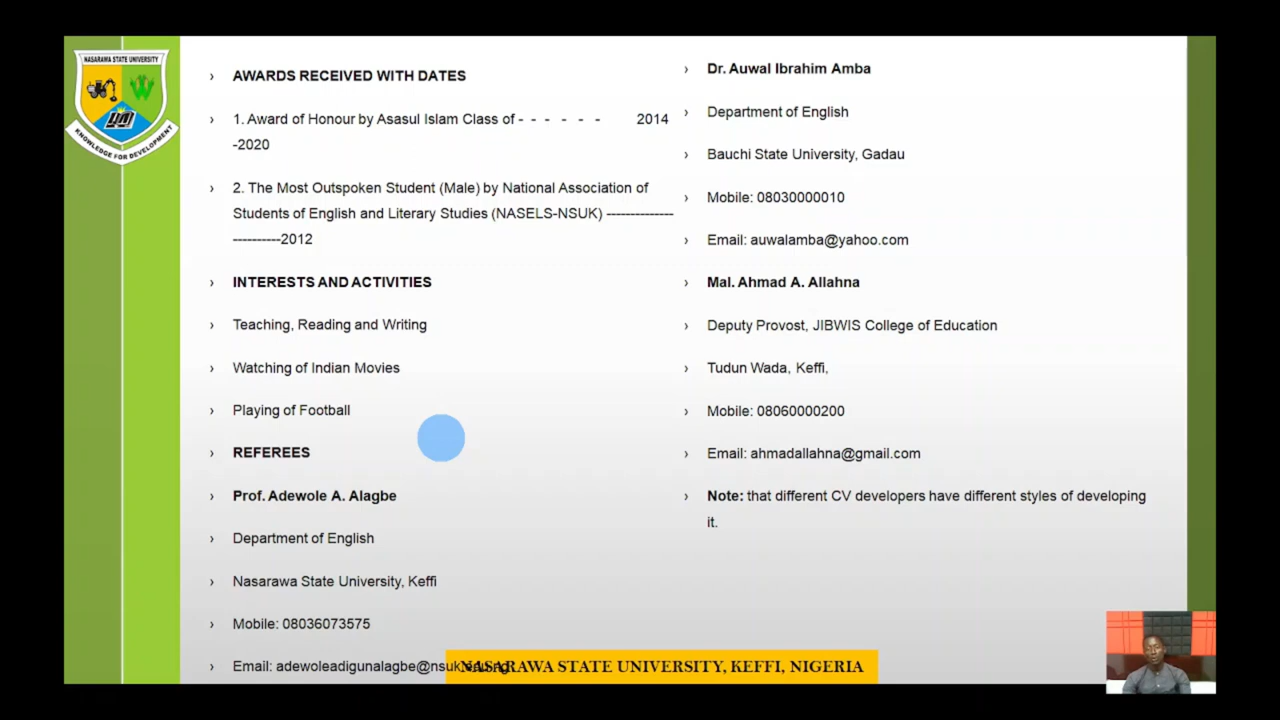 NASARAWA STATE UNIVERSITY
KNOWLEDGE FOR DEVELOPMENT
› AWARDS RECEIVED WITH DATES
› 1. Award of Honour by Asasul Islam Class of - - - - - - 2014
-2020
› 2. The Most Outspoken Student (Male) by National Association of
Students of English and Literary Studies (NASELS-NSUK) --------------
----------2012
› INTERESTS AND ACTIVITIES
› Teaching, Reading and Writing
› Watching of Indian Movies
› Playing of Football
› REFEREES
› Prof. Adewole A. Alagbe
› Department of English
› Nasarawa State University, Keffi
› Mobile: 08036073575
› Email: adewoleadigunalagbe@nsuk
› Dr. Auwal Ibrahim Amba
› Department of English
› Bauchi State University, Gadau
› Mobile: 08030000010
› Email: auwalamba@yahoo.com
› Mal. Ahmad A. Allahna
› Deputy Provost, JIBWIS College of Education
› Tudun Wada, Keffi,
› Mobile: 08060000200
› Email: ahmadallahna@gmail.com
› Note: that different CV developers have different styles of developing
it.
NASARAWA STATE UNIVERSITY, KEFFI, NIGERIA